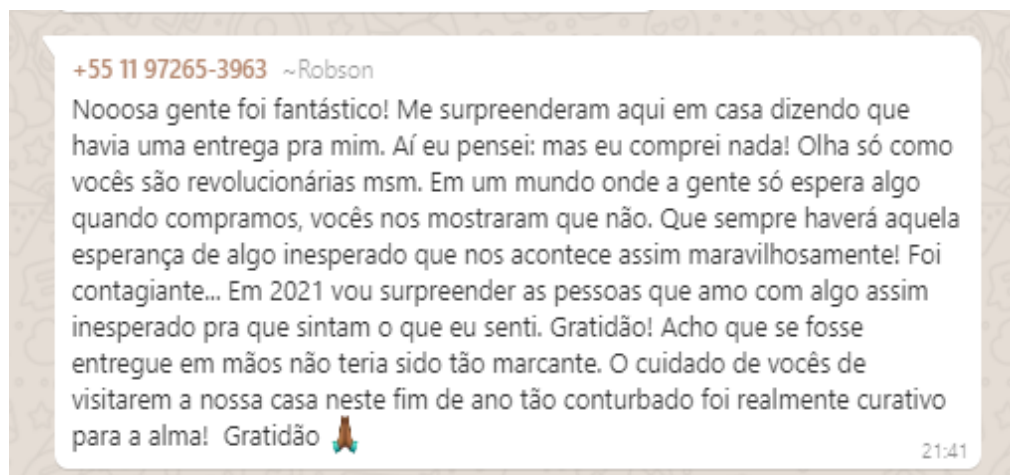 +55 11 97265-3963 ~Robson
Nooosa gente foi fantástico! Me surpreenderam aqui em casa dizendo que
havia uma entrega pra mim. Aí eu pensei: mas eu comprei nada! Olha só como
vocês são revolucionárias msm. Em um mundo onde a gente só espera algo
quando compramos, vocês nos mostraram que não. Que sempre haverá aquela
esperança de algo inesperado que nos acontece assim maravilhosamente! Foi
contagiante... Em 2021 vou surpreender as pessoas que amo com algo assim
inesperado pra que sintam o que eu senti. Gratidão! Acho que se fosse
entregue em mãos não teria sido tão marcante. O cuidado de vocês de
visitarem a nossa casa neste fim de ano tão conturbado foi realmente curativo
para a alma! Gratidão 🙏🏾
21:41